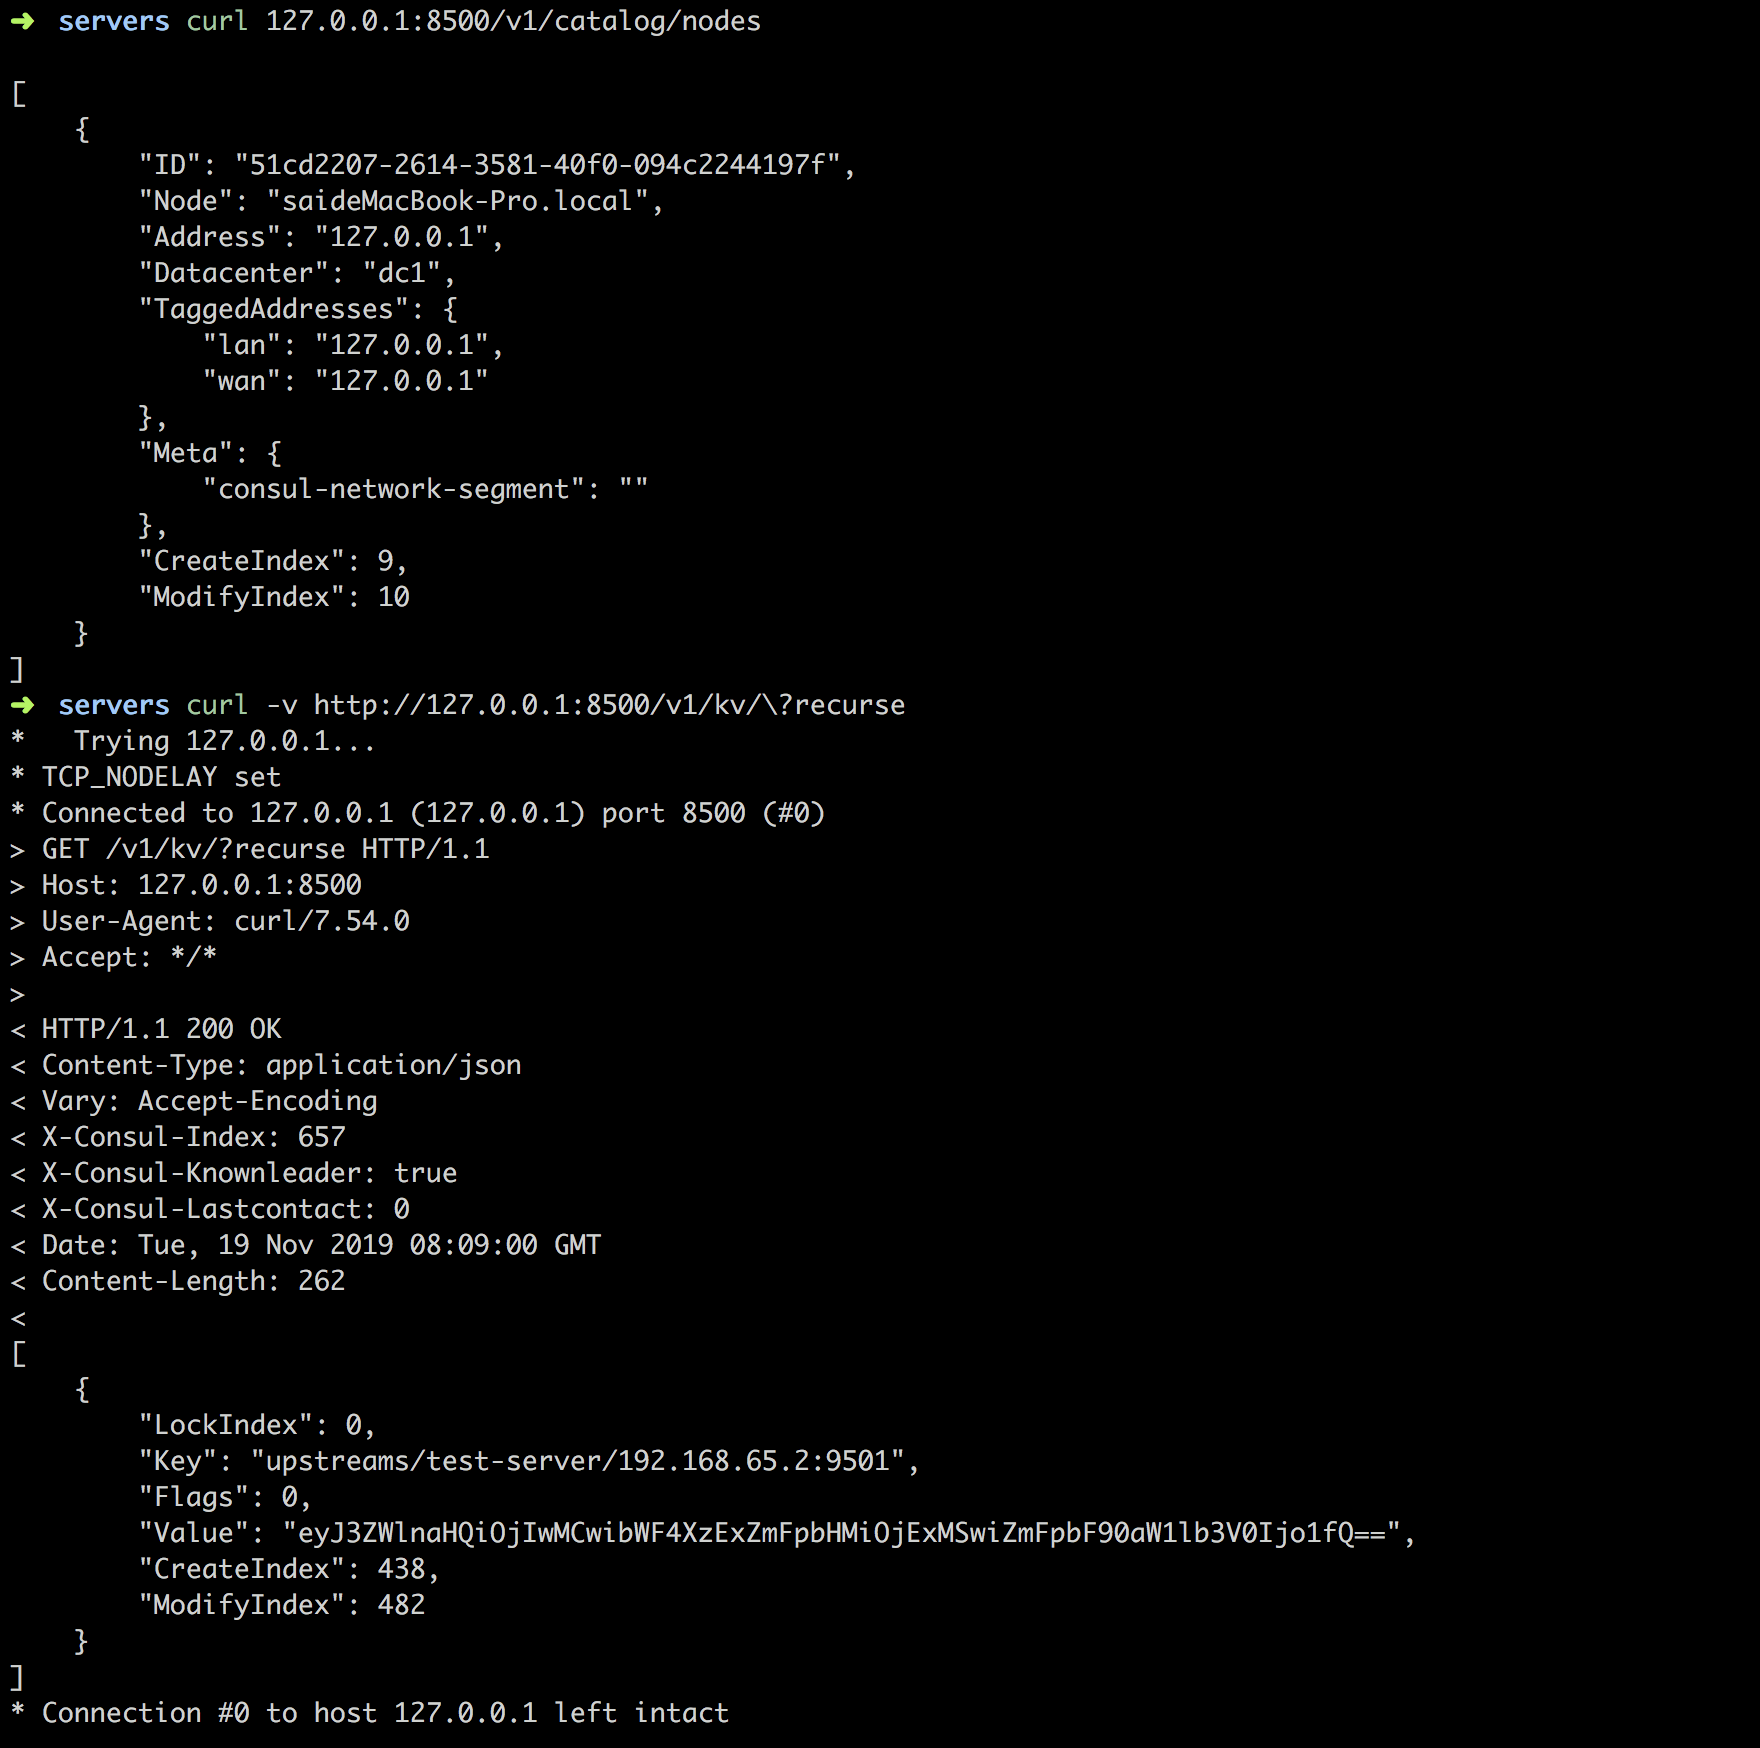 ➜ servers curl 127.0.0.1:8500/v1/catalog/nodes
[
    {
        "ID": "51cd2207-2614-3581-40f0-094c2244197f",
        "Node": "saideMacBook-Pro.local",
        "Address": "127.0.0.1",
        "Datacenter": "dc1",
        "TaggedAddresses": {
            "lan": "127.0.0.1",
            "wan": "127.0.0.1"
        },
        "Meta": {
            "consul-network-segment": ""
        },
        "CreateIndex": 9,
        "ModifyIndex": 10
    }
]
➜ servers curl -v http://127.0.0.1:8500/v1/kv/\?recurse
*   Trying 127.0.0.1...
* TCP_NODELAY set
* Connected to 127.0.0.1 (127.0.0.1) port 8500 (#0)
> GET /v1/kv/?recurse HTTP/1.1
> Host: 127.0.0.1:8500
> User-Agent: curl/7.54.0
> Accept: */*
>
< HTTP/1.1 200 OK
< Content-Type: application/json
< Vary: Accept-Encoding
< X-Consul-Index: 657
< X-Consul-Knownleader: true
< X-Consul-Lastcontact: 0
< Date: Tue, 19 Nov 2019 08:09:00 GMT
< Content-Length: 262
<
[
    {
        "LockIndex": 0,
        "Key": "upstreams/test-server/192.168.65.2:9501",
        "Flags": 0,
        "Value": "eyJ3ZWlnaHQiOjIwMCwibWF4XzExZmFpbHMiOjExMSwiZmFpbF90aW1lb3V0Ijo1fQ==",
        "CreateIndex": 438,
        "ModifyIndex": 482
    }
]
* Connection #0 to host 127.0.0.1 left intact